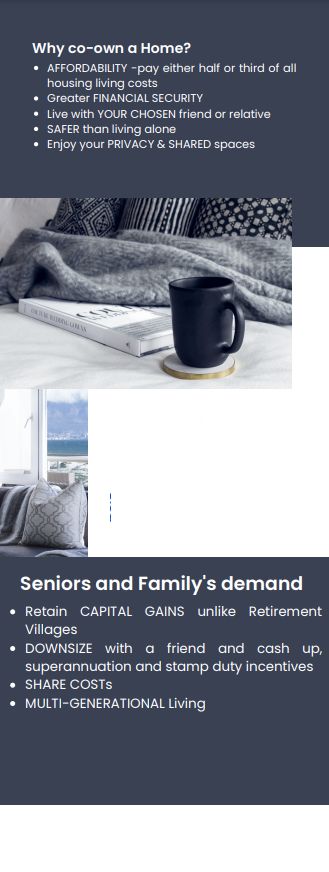 Why co-own a Home?
• AFFORDABILITY -pay either half or third of all
housing living costs
• Greater FINANCIAL SECURITY
• Live with YOUR CHOSEN friend or relative
• SAFER than living alone
• Enjoy your PRIVACY & SHARED spaces
Seniors and Family's demand
• Retain CAPITAL GAINS unlike Retirement
Villages
• DOWNSIZE with a friend and cash up,
superannuation and stamp duty incentives
• SHARE COSTs
• MULTI-GENERATIONAL Living